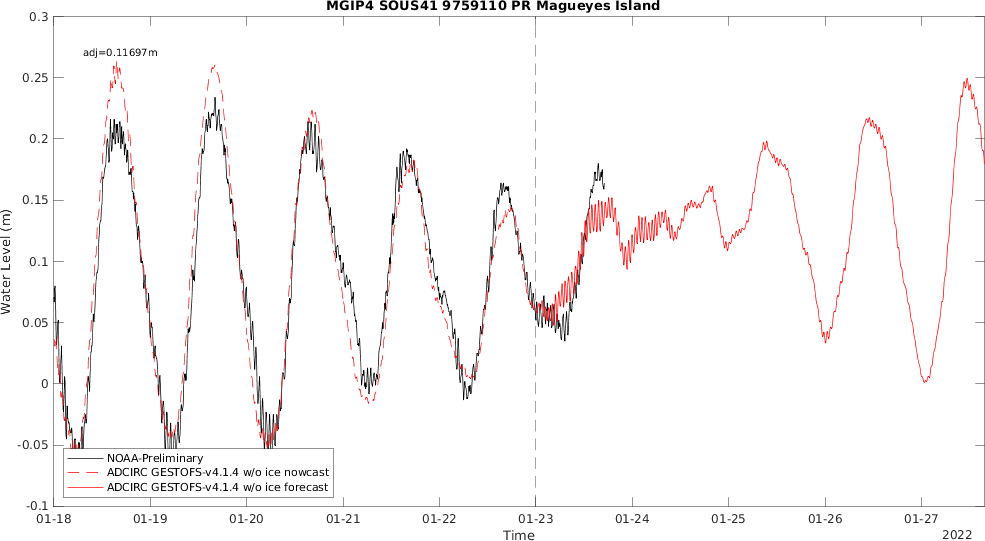 MGIP4 SOUS41 9759110 PR Magueyes Island
0.3
0.25
0.2
0.15
0.1
0.05
0
-0.05
-0.1
Water Level (m)
adj=0.11697m
NOAA-Preliminary
ADCIRC GESTOFS-v4.1.4 w/o ice nowcast
ADCIRC GESTOFS-v4.1.4 w/o ice forecast
01-18 01-19 01-20 01-21 01-22 01-23 01-24 01-25 01-26 01-27
Time
2022